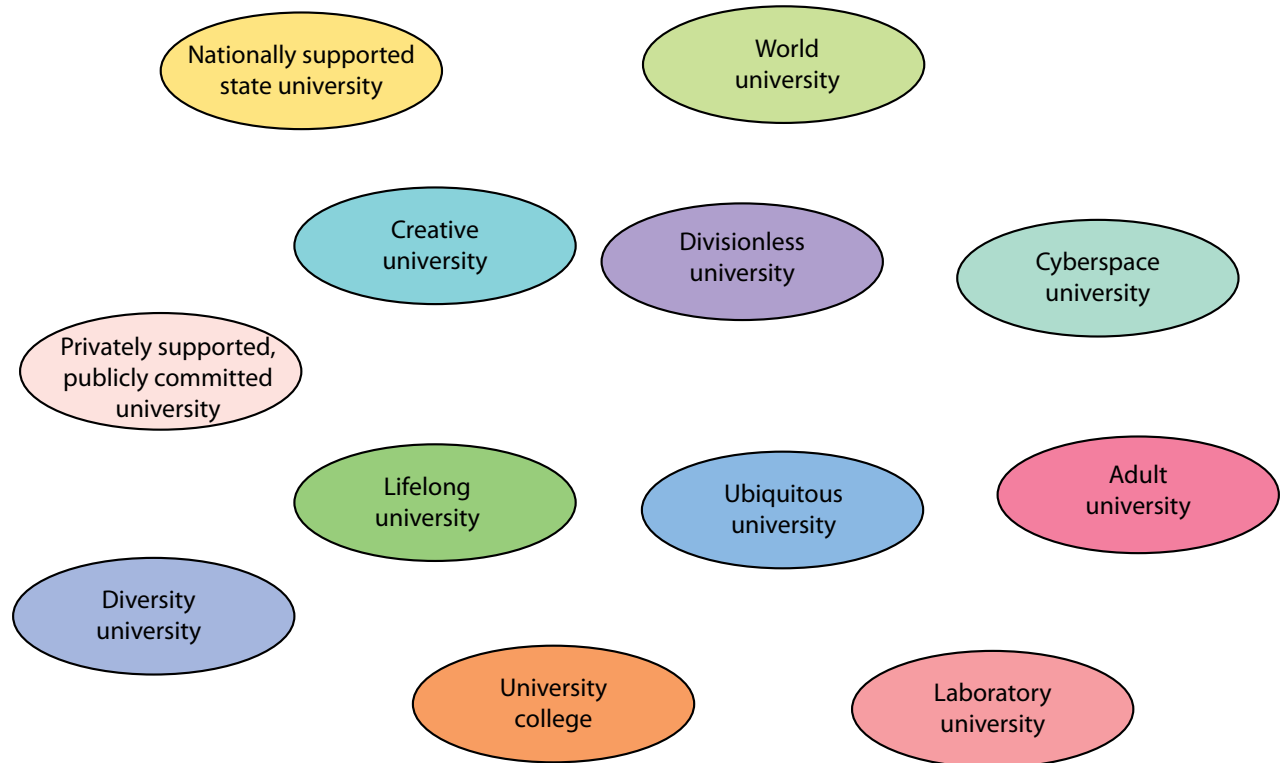 Nationally supported
state university
World
university
Creative
university
Divisionless
university
Cyberspace
university
Privately supported,
publicly committed
university
Lifelong
university
Ubiquitous
university
Adult
university
Diversity
university
University
college
Laboratory
university